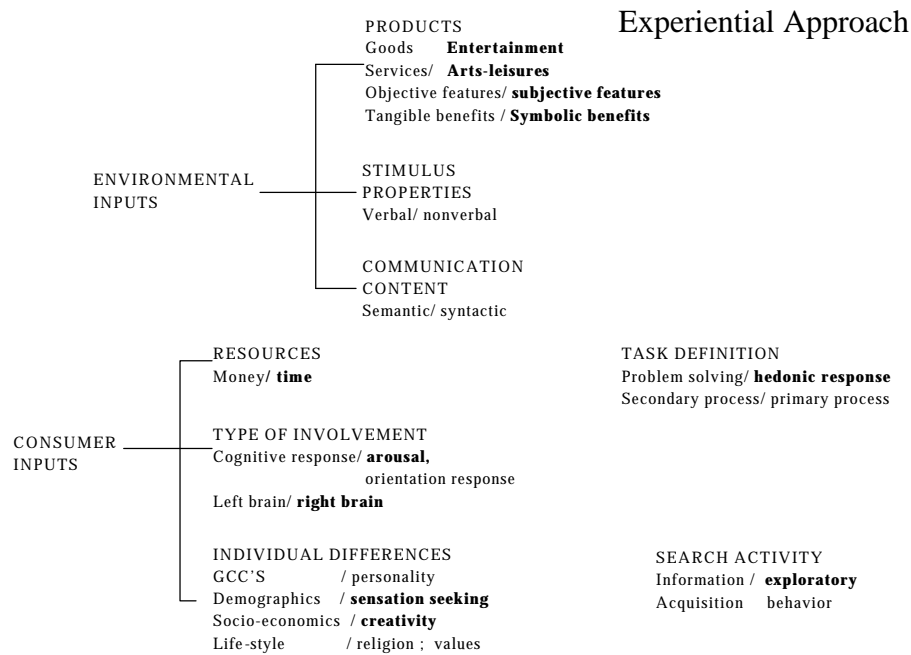 Experiential Approach
PRODUCTS
Goods Entertainment
Services/ Arts-leisures
Objective features/ subjective features
Tangible benefits / Symbolic benefits
ENVIRONMENTAL
INPUTS
STIMULUS
PROPERTIES
Verbal/ nonverbal
COMMUNICATION
CONTENT
Semantic/ syntactic
RESOURCES
Money/ time
TASK DEFINITION
Problem solving/ hedonic response
Secondary process/ primary process
CONSUMER
INPUTS
TYPE OF INVOLVEMENT
Cognitive response/ arousal,
orientation response
Left brain/ right brain
INDIVIDUAL DIFFERENCES
GCC'S / personality
Demographics / sensation seeking
Socio-economics / creativity
Life-style / religion ; values
SEARCH ACTIVITY
Information / exploratory
Acquisition behavior